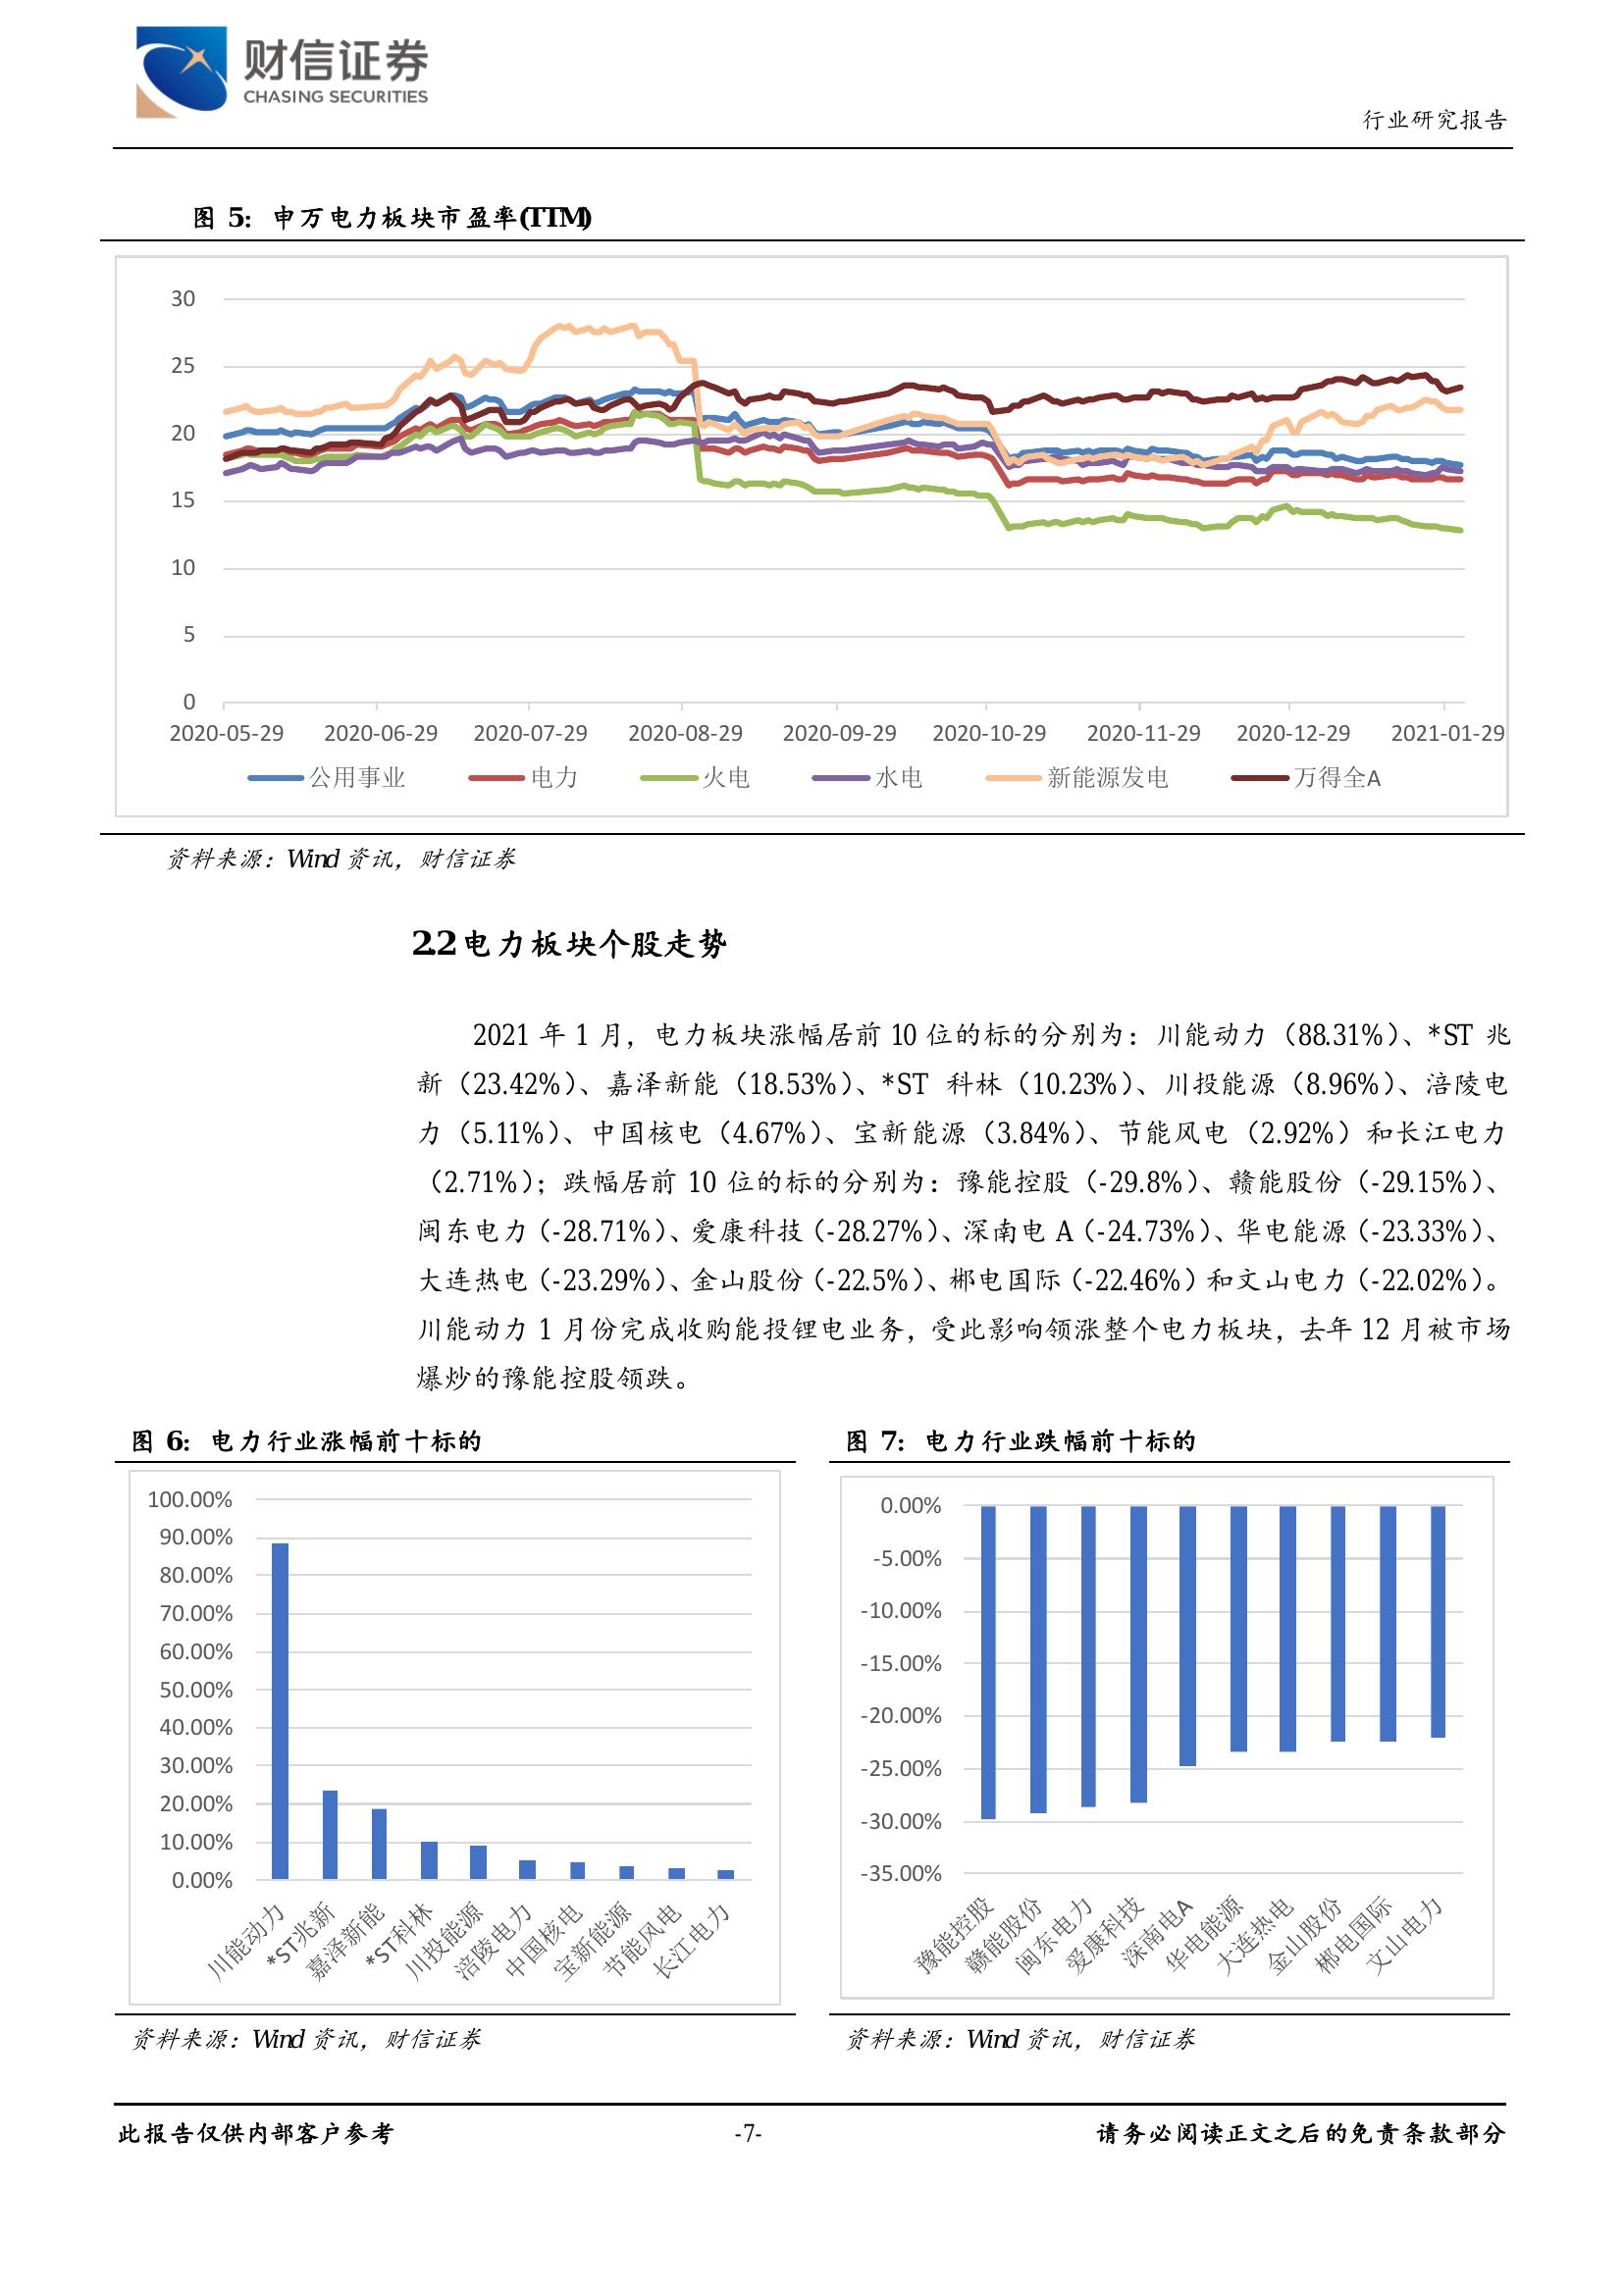 财信证券
CHASING SECURITIES
行业研究报告
图 5：申万电力板块市盈率(TTM)
30
25
20
15
10
5
0
2020-05-29 2020-06-29 2020-07-29 2020-08-29 2020-09-29 2020-10-29 2020-11-29 2020-12-29 2021-01-29
公用事业 电力 火电 水电 新能源发电 万得全A
资料来源：Wind 资讯，财信证券
2.2 电力板块个股走势
2021 年 1 月，电力板块涨幅居前 10 位的标的分别为：川能动力（88.31%）、*ST 兆
新（23.42%）、嘉泽新能（18.53%）、*ST 科林（10.23%）、川投能源（8.96%）、涪陵电
力（5.11%）、中国核电（4.67%）、宝新能源（3.84%）、节能风电（2.92%）和长江电力
（2.71%）；跌幅居前 10 位的标的分别为：豫能控股（-29.8%）、赣能股份（-29.15%）、
闽东电力（-28.71%）、爱康科技（-28.27%）、深南电 A（-24.73%）、华电能源（-23.33%）、
大连热电（-23.29%）、金山股份（-22.5%）、郴电国际（-22.46%）和文山电力（-22.02%）。
川能动力 1 月份完成收购能投锂电业务，受此影响领涨整个电力板块，去年 12 月被市场
爆炒的豫能控股领跌。
图 6：电力行业涨幅前十标的
100.00%
90.00%
80.00%
70.00%
60.00%
50.00%
40.00%
30.00%
20.00%
10.00%
0.00%
川能动力 *ST兆新 嘉泽新能 *ST科林 川投能源 涪陵电力 中国核电 宝新能源 节能风电 长江电力
资料来源：Wind 资讯，财信证券
图 7：电力行业跌幅前十标的
0.00%
-5.00%
-10.00%
-15.00%
-20.00%
-25.00%
-30.00%
-35.00%
豫能控股 赣能股份 闽东电力 爱康科技 深南电A 华电能源 大连热电 金山股份 郴电国际 文山电力
资料来源：Wind 资讯，财信证券
此报告仅供内部客户参考 -7- 请务必阅读正文之后的免责条款部分